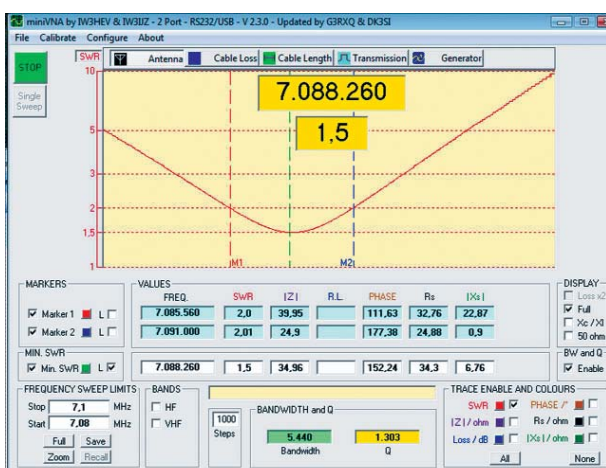 miniVNA by IW3HEV & IW3IJZ - 2 Port - RS232/USB - V 2.3.0 - Updated by G3RXQ & DK3SI
File Calibrate Configure About
STOP
SWR
Antenna Cable Loss Cable Length Transmission Generator
Single Sweep
7.088.260
1,5
10
5
3
2
1,5
1
M1 M2
MARKERS
Marker1 L
Marker 2 L
VALUES
FREQ. SWR |Z| R.L. PHASE Rs |Xs|
7.085.560 2,0 39,95 111,63 32,76 22,87
7.091.000 2,01 24,9 177,38 24,88 0,9
DISPLAY
Loss x2
Full
Xc / Xl
50 ohm
MIN. SWR
Min. SWR L
7.088.260 1,5 34,96 152,24 34,3 6,76
BW and Q
Enable
FREQUENCY SWEEP LIMITS
Stop 7,1 MHz
Start 7,08 MHz
Full Save
Zoom Recall
BANDS
HF
VHF
1000
Steps
BANDWIDTH and Q
5.440 1.303
Bandwidth Q
TRACE ENABLE AND COLOURS
SWR PHASE /°
|Z| / ohm Rs / ohm
Loss / dB |Xs| / ohm
All None